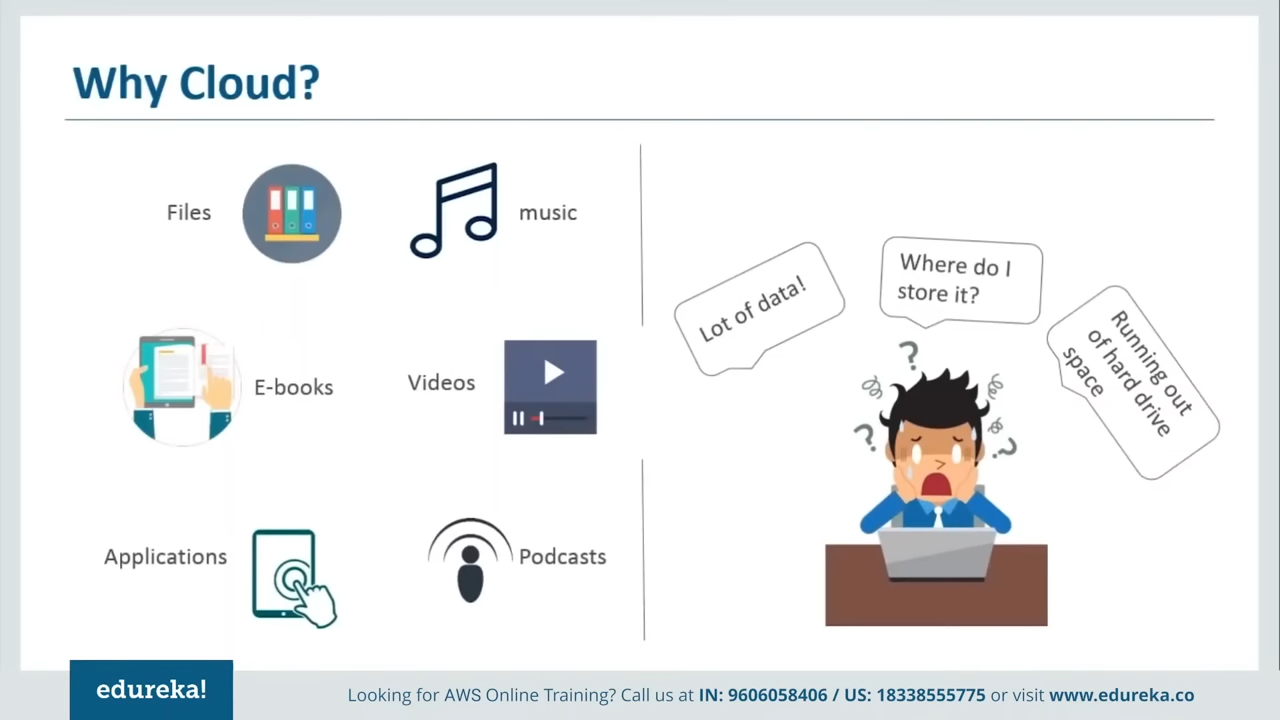 Why Cloud?
Files
music
E-books
Videos
Applications
Podcasts
Lot of data!
Where do I
store it?
Running out
of hard drive
space
edureka!
Looking for AWS Online Training? Call us at IN: 9606058406 / US: 18338555775 or visit www.edureka.co